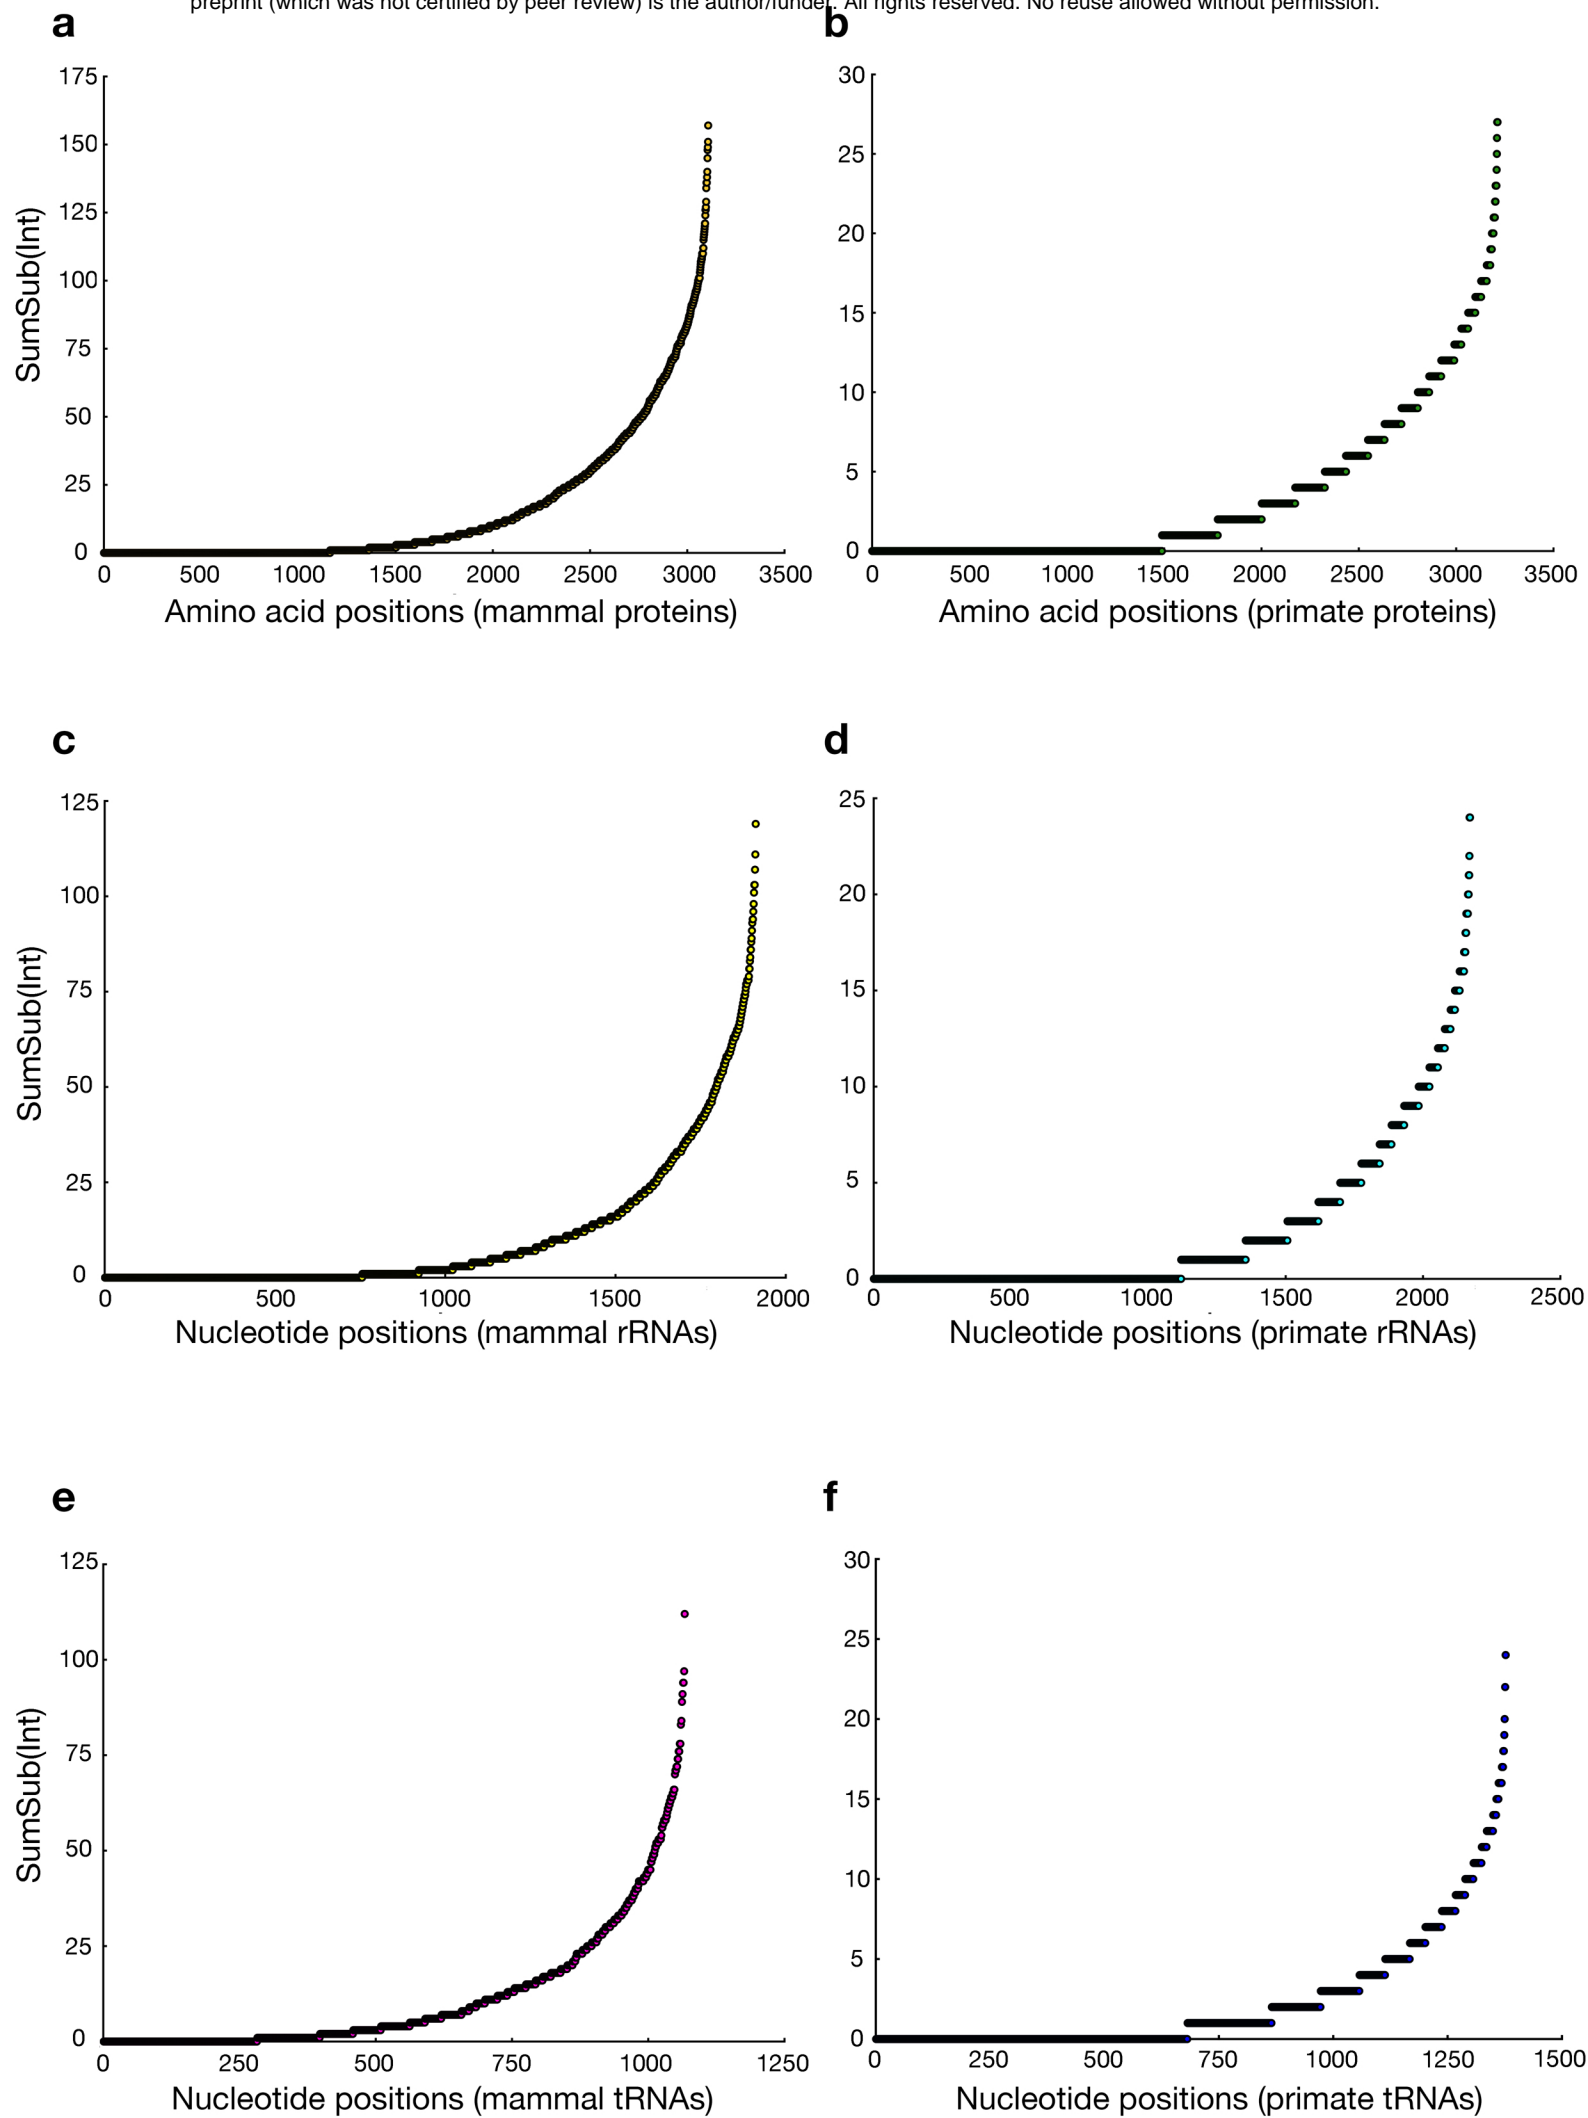 preprint (which was not certified by peer review) is the author/funder. All rights reserved. No reuse allowed without permission.
a
175
150
125
100
75
50
25
0
SumSub(Int)
0 500 1000 1500 2000 2500 3000 3500
Amino acid positions (mammal proteins)
b
30
25
20
15
10
5
0
0 500 1000 1500 2000 2500 3000 3500
Amino acid positions (primate proteins)
c
125
100
75
50
25
0
SumSub(Int)
0 500 1000 1500 2000
Nucleotide positions (mammal rRNAs)
d
25
20
15
10
5
0
0 500 1000 1500 2000 2500
Nucleotide positions (primate rRNAs)
e
125
100
75
50
25
0
SumSub(Int)
0 250 500 750 1000 1250
Nucleotide positions (mammal tRNAs)
f
30
25
20
15
10
5
0
0 250 500 750 1000 1250 1500
Nucleotide positions (primate tRNAs)